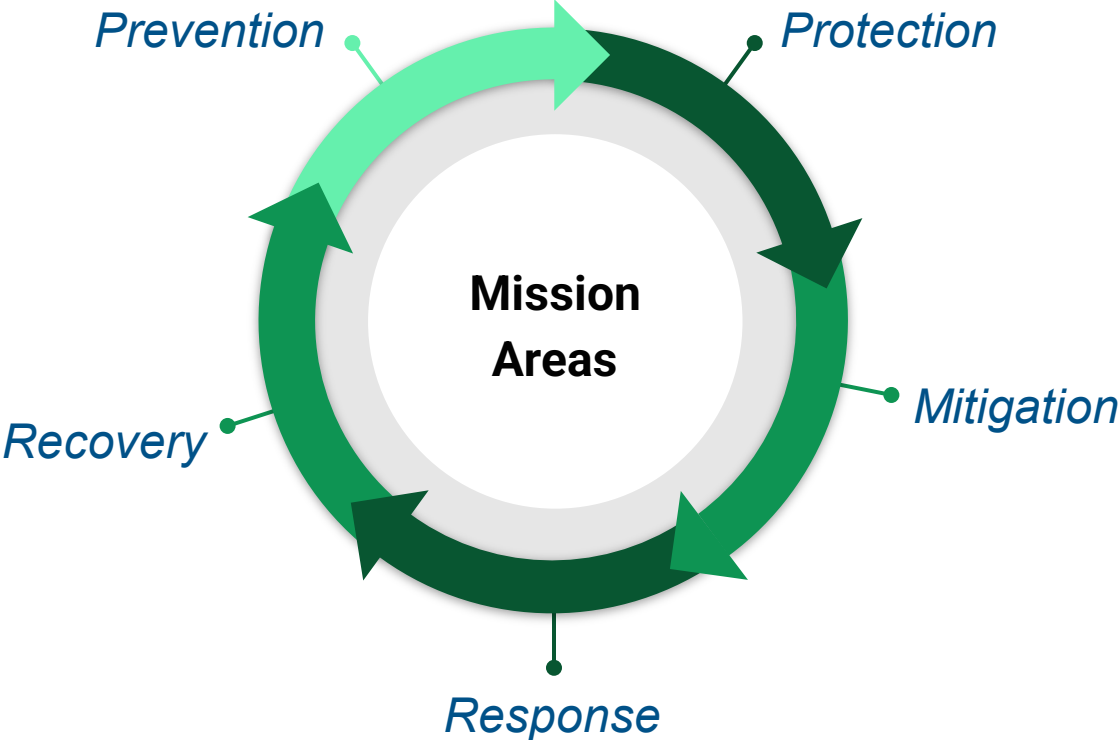 Prevention
Protection
Mission
Areas
Mitigation
Recovery
Response